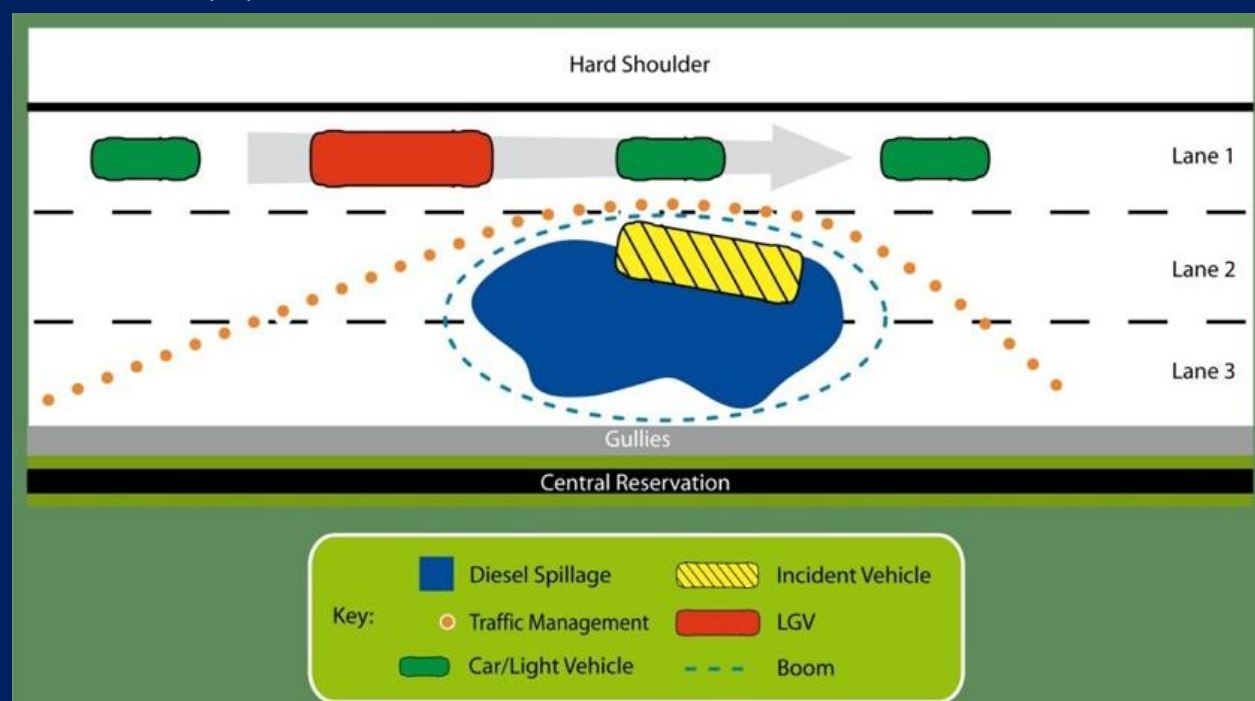 Hard Shoulder
Lane 1
Lane 2
Lane 3
Gullies
Central Reservation
Key:
Diesel Spillage
Incident Vehicle
Traffic Management
LGV
Car/Light Vehicle
Boom